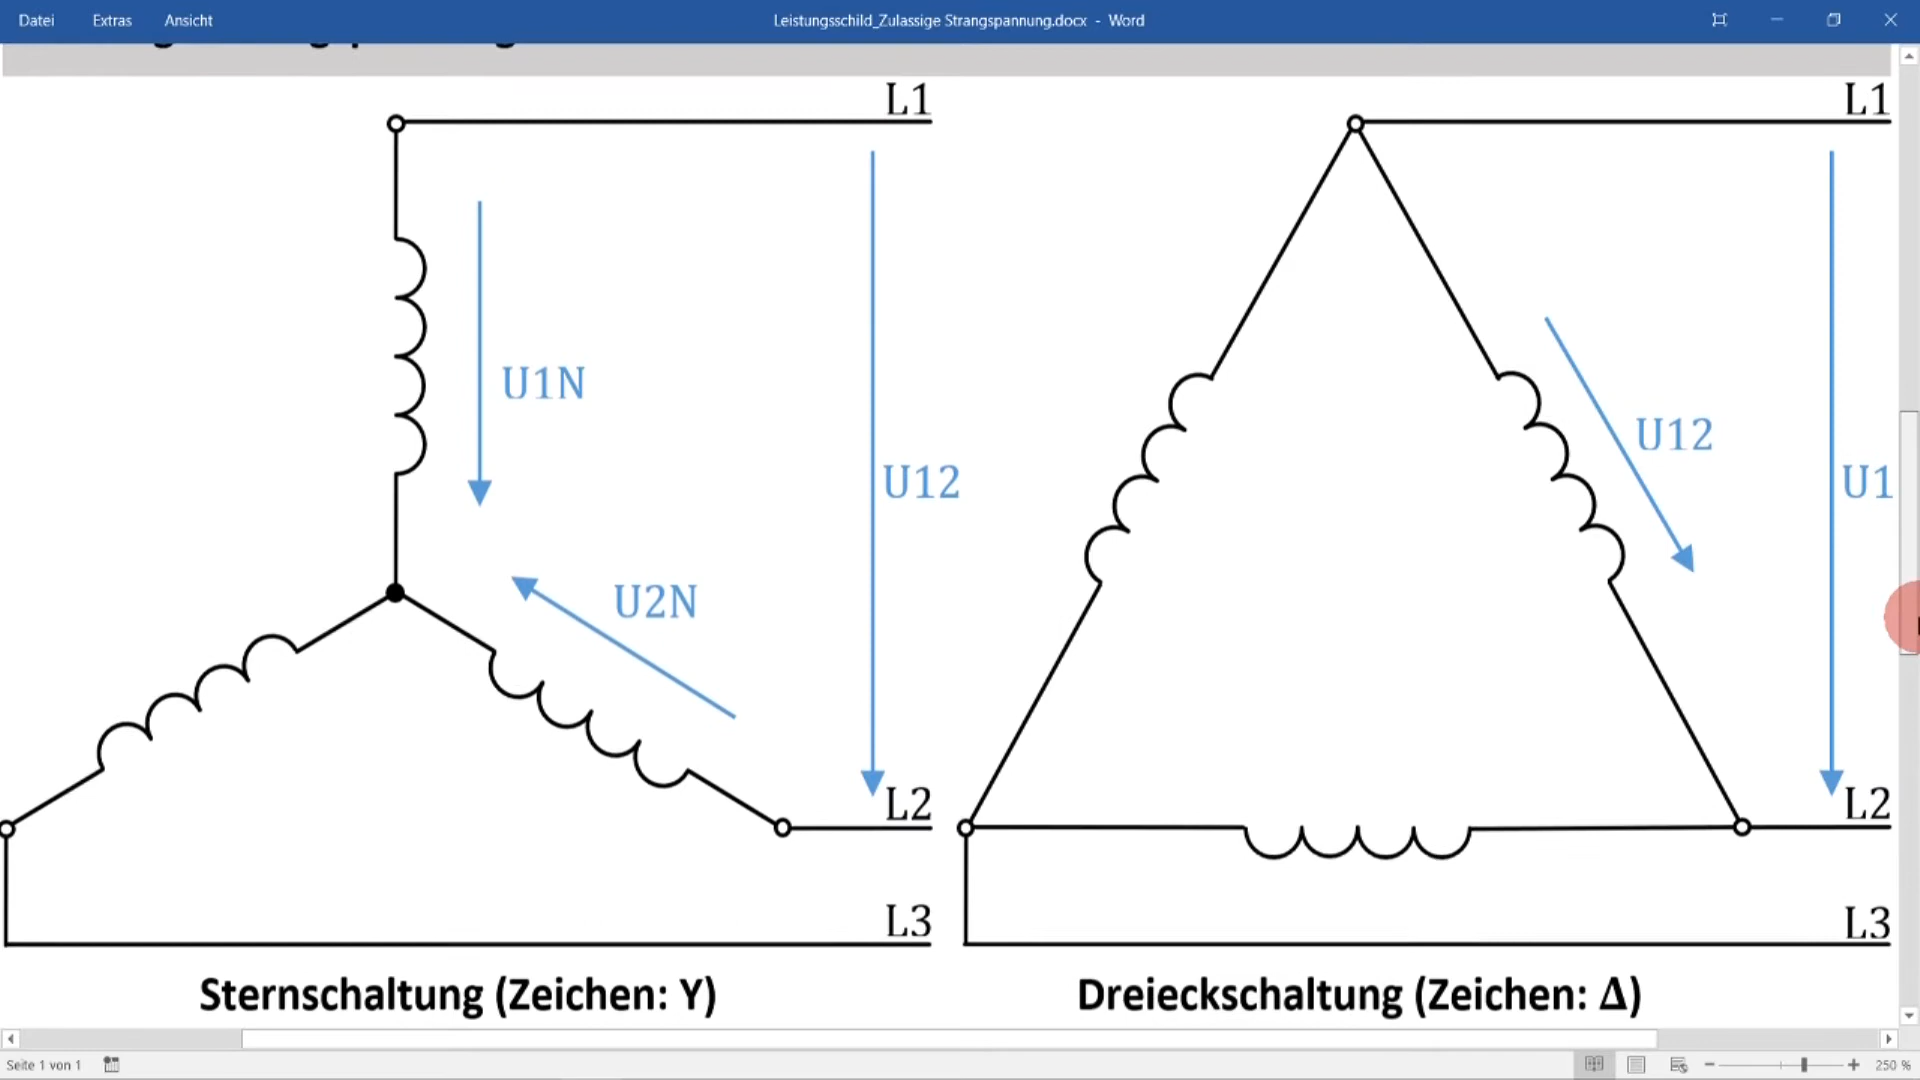 Datei Extras Ansicht Leistungsschild_Zulassige Strangspannung.docx - Word
L1 L1
U1N
U12
U12 U1
U2N
L2 L2
L3 L3
Sternschaltung (Zeichen: Y) Dreieckschaltung (Zeichen: Δ)
Seite 1 von 1 250 %